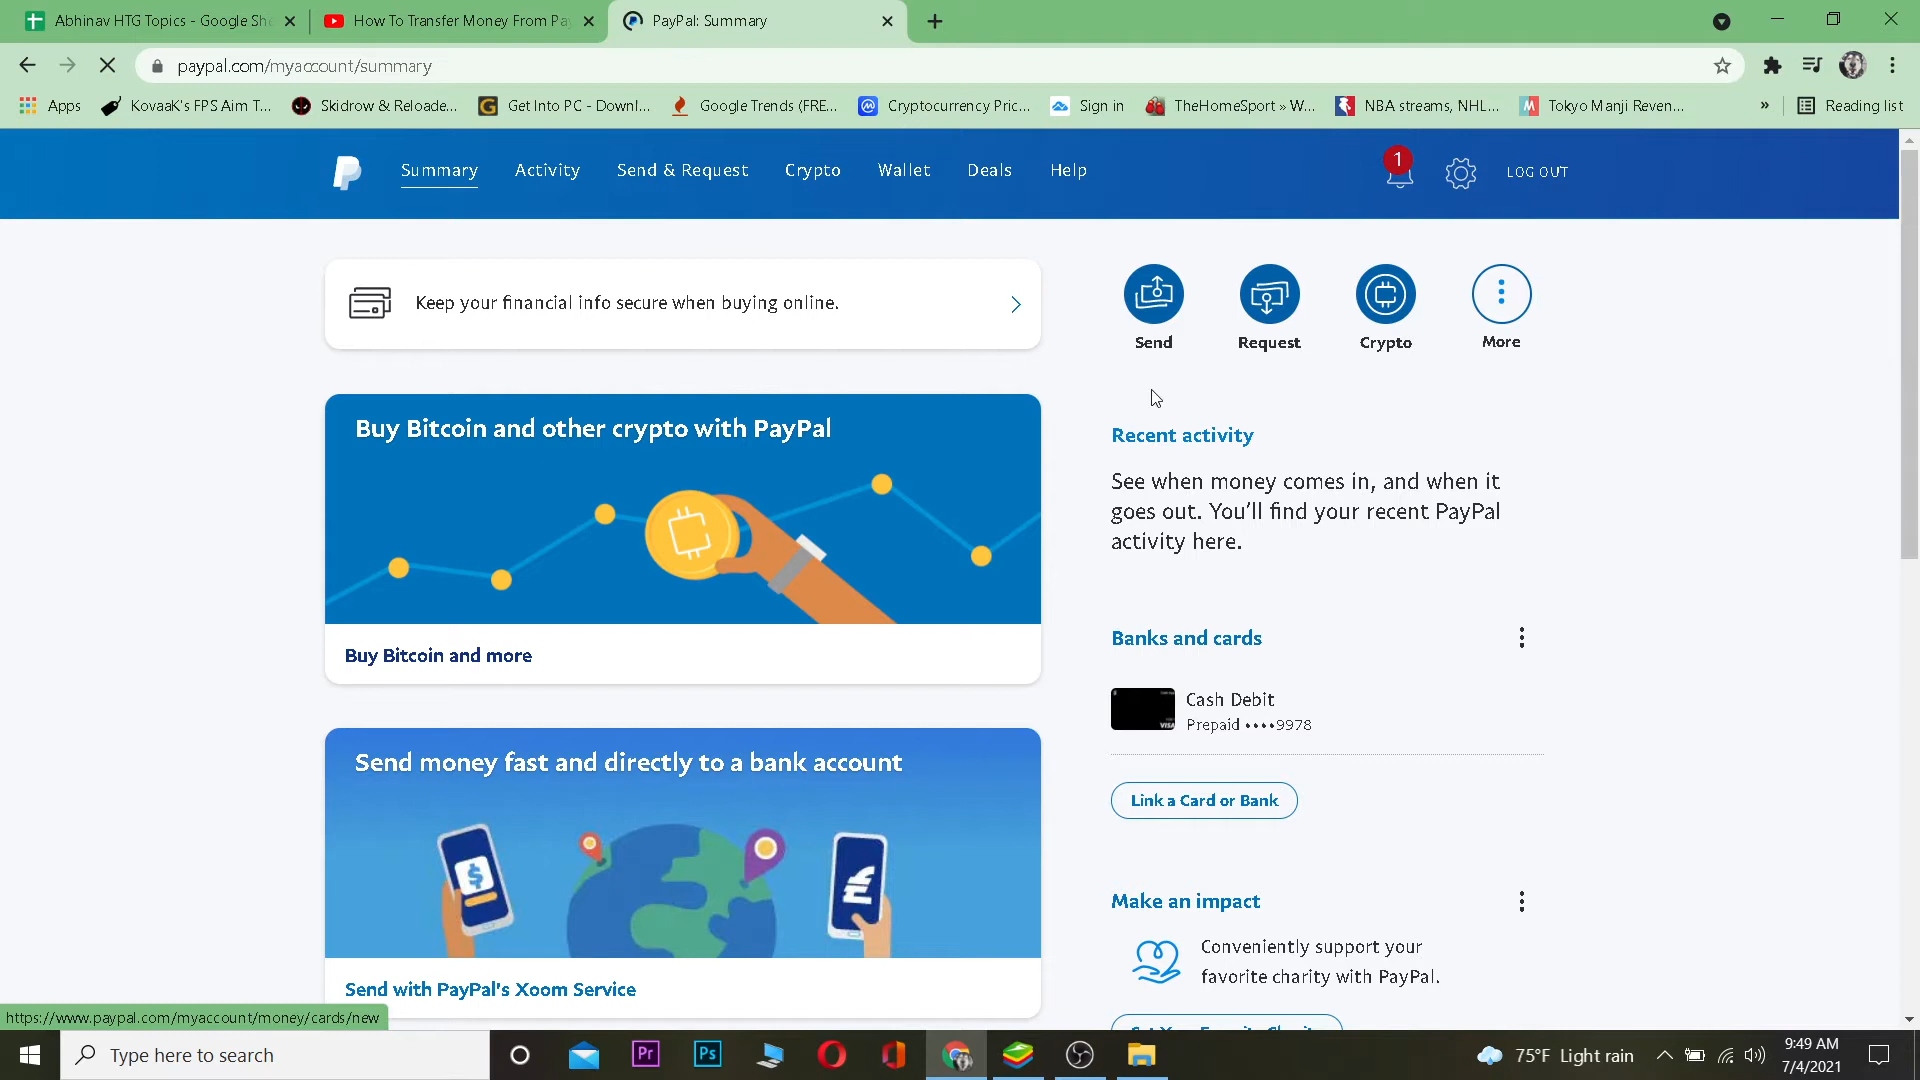 Abhinav HTG Topics - Google She
How To Transfer Money From Pay
PayPal: Summary
paypal.com/myaccount/summary
Apps
KovaaK's FPS Aim T...
Skidrow & Reloade...
Get Into PC - Downl...
Google Trends (FRE...
Cryptocurrency Pric...
Sign in
TheHomeSport » W...
NBA streams, NHL...
Tokyo Manji Reven...
»
Reading list
Summary
Activity
Send & Request
Crypto
Wallet
Deals
Help
1
LOG OUT
Keep your financial info secure when buying online.
Send
Request
Crypto
More
Buy Bitcoin and other crypto with PayPal
Buy Bitcoin and more
Recent activity
See when money comes in, and when it
goes out. You'll find your recent PayPal
activity here.
Banks and cards
VISA
Cash Debit
Prepaid ••••9978
Link a Card or Bank
Send money fast and directly to a bank account
Send with PayPal's Xoom Service
Make an impact
Conveniently support your
favorite charity with PayPal.
https://www.paypal.com/myaccount/money/cards/new
Type here to search
Pr
Ps
75°F Light rain
9:49 AM
7/4/2021